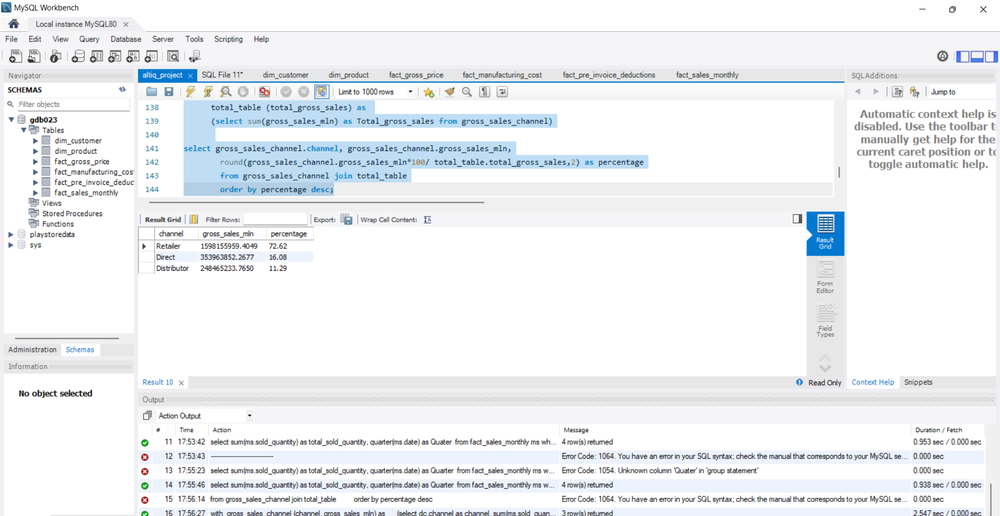 MySQL Workbench
Local instance MySQL80
File Edit View Query Database Server Tools Scripting Help
Navigator
SCHEMAS
Filter objects
gdb023
Tables
dim_customer
dim_product
fact_gross_price
fact_manufacturing_cos
fact_pre_invoice_deduc
fact_sales_monthly
Views
Stored Procedures
Functions
playstoredata
sys
Administration Schemas
Information
No object selected
altiq_project SQL File 11* dim_customer dim_product fact_gross_price fact_manufacturing_cost fact_pre_invoice_deductions fact_sales_monthly
Limit to 1000 rows
138 total_table (total_gross_sales) as
139 (select sum(gross_sales_mln) as Total_gross_sales from gross_sales_channel)
140
141 select gross_sales_channel.channel, gross_sales_channel.gross_sales_mln,
142 round(gross_sales_channel.gross_sales_mln*100/ total_table.total_gross_sales,2) as percentage
143 from gross_sales_channel join total_table
144 order by percentage desc;
Result Grid Filter Rows: Export: Wrap Cell Content:
channel gross_sales_mln percentage
Retailer 1598155959.4049 72.62
Direct 353963852.2677 16.08
Distributor 248465233.7650 11.29
Result
Grid
Form
Editor
Field
Types
Result 10
Read Only
SQLAdditions
Jump to
Automatic context help is
disabled. Use the toolbar t
manually get help for the
current caret position or to
toggle automatic help.
Context Help Snippets
Output
Action Output
# Time Action Message Duration / Fetch
11 17:53:42 select sum(ms.sold_quantity) as total_sold_quantity, quarter(ms.date) as Quater from fact_sales_monthly ms wh... 4 row(s) returned 0.953 sec / 0.000 sec
12 17:53:43 -------------------------------- Error Code: 1064. You have an error in your SQL syntax; check the manual that corresponds to your MySQL se... 0.000 sec
13 17:55:23 select sum(ms.sold_quantity) as total_sold_quantity, quarter(ms.date) as Quarter from fact_sales_monthly ms w... Error Code: 1054. Unknown column 'Quater' in 'group statement' 0.000 sec
14 17:55:46 select sum(ms.sold_quantity) as total_sold_quantity, quarter(ms.date) as Quarter from fact_sales_monthly ms w... 4 row(s) returned 0.938 sec / 0.000 sec
15 17:56:14 from gross_sales_channel join total_table order by percentage desc Error Code: 1064. You have an error in your SQL syntax; check the manual that corresponds to your MySQL se... 0.000 sec
16 17:56:27 with gross_sales_channel (channel, gross_sales_mln) as (select dc.channel as channel, sum(ms.sold_quan... 3 row(s) returned 2.547 sec / 0.000 sec